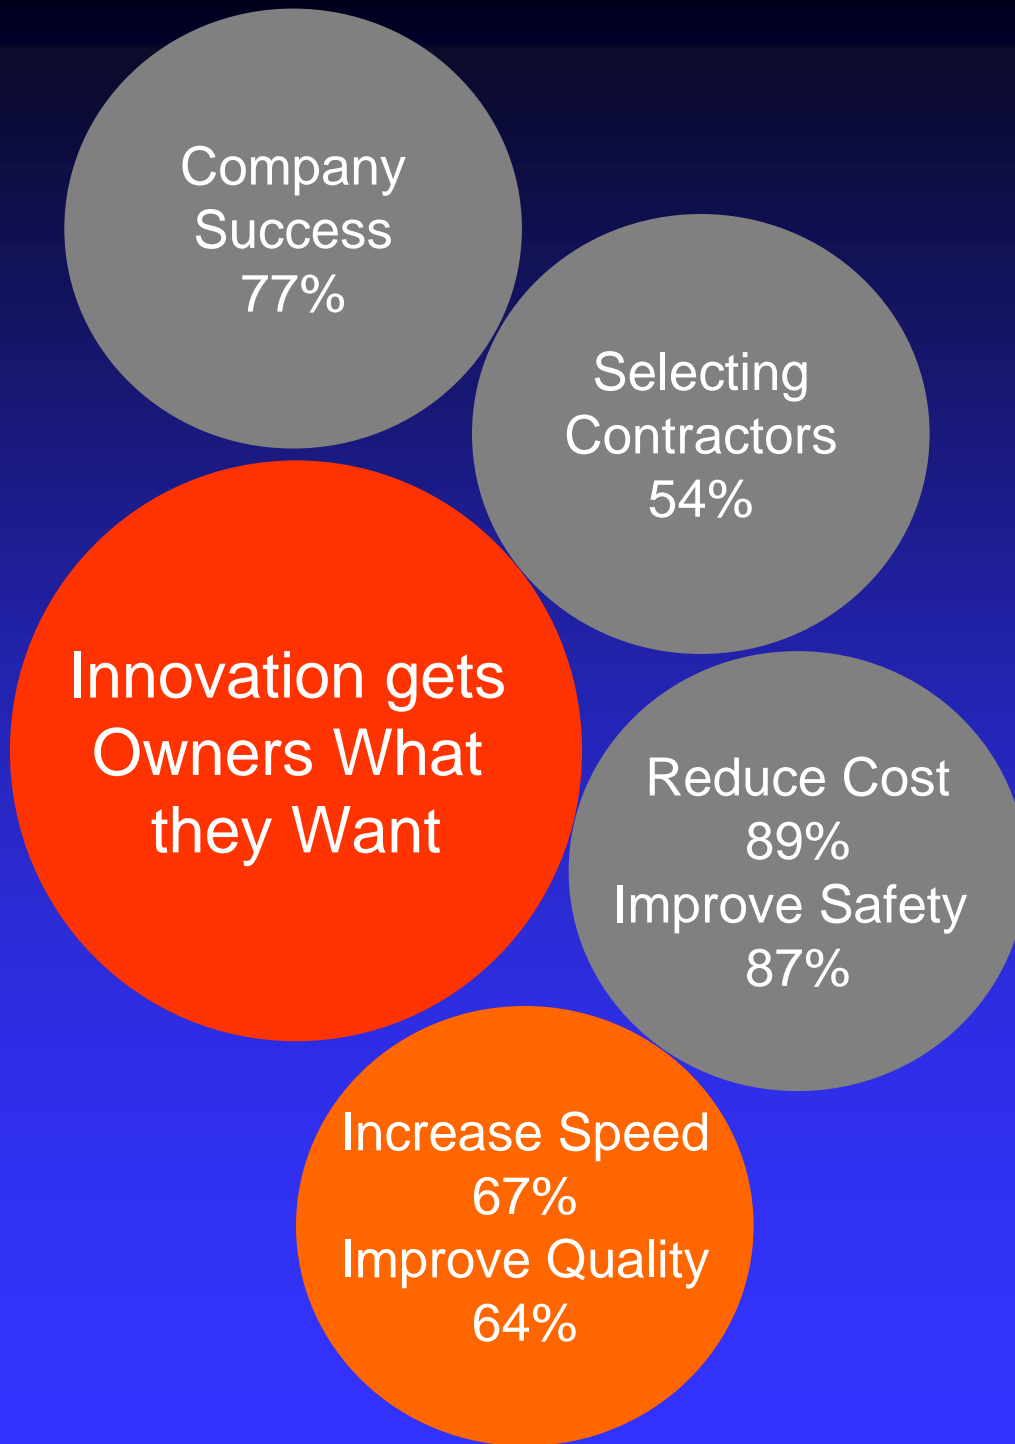 Company
Success
77%
Selecting
Contractors
54%
Innovation gets
Owners What
they Want
Reduce Cost
89%
Improve Safety
87%
Increase Speed
67%
Improve Quality
64%